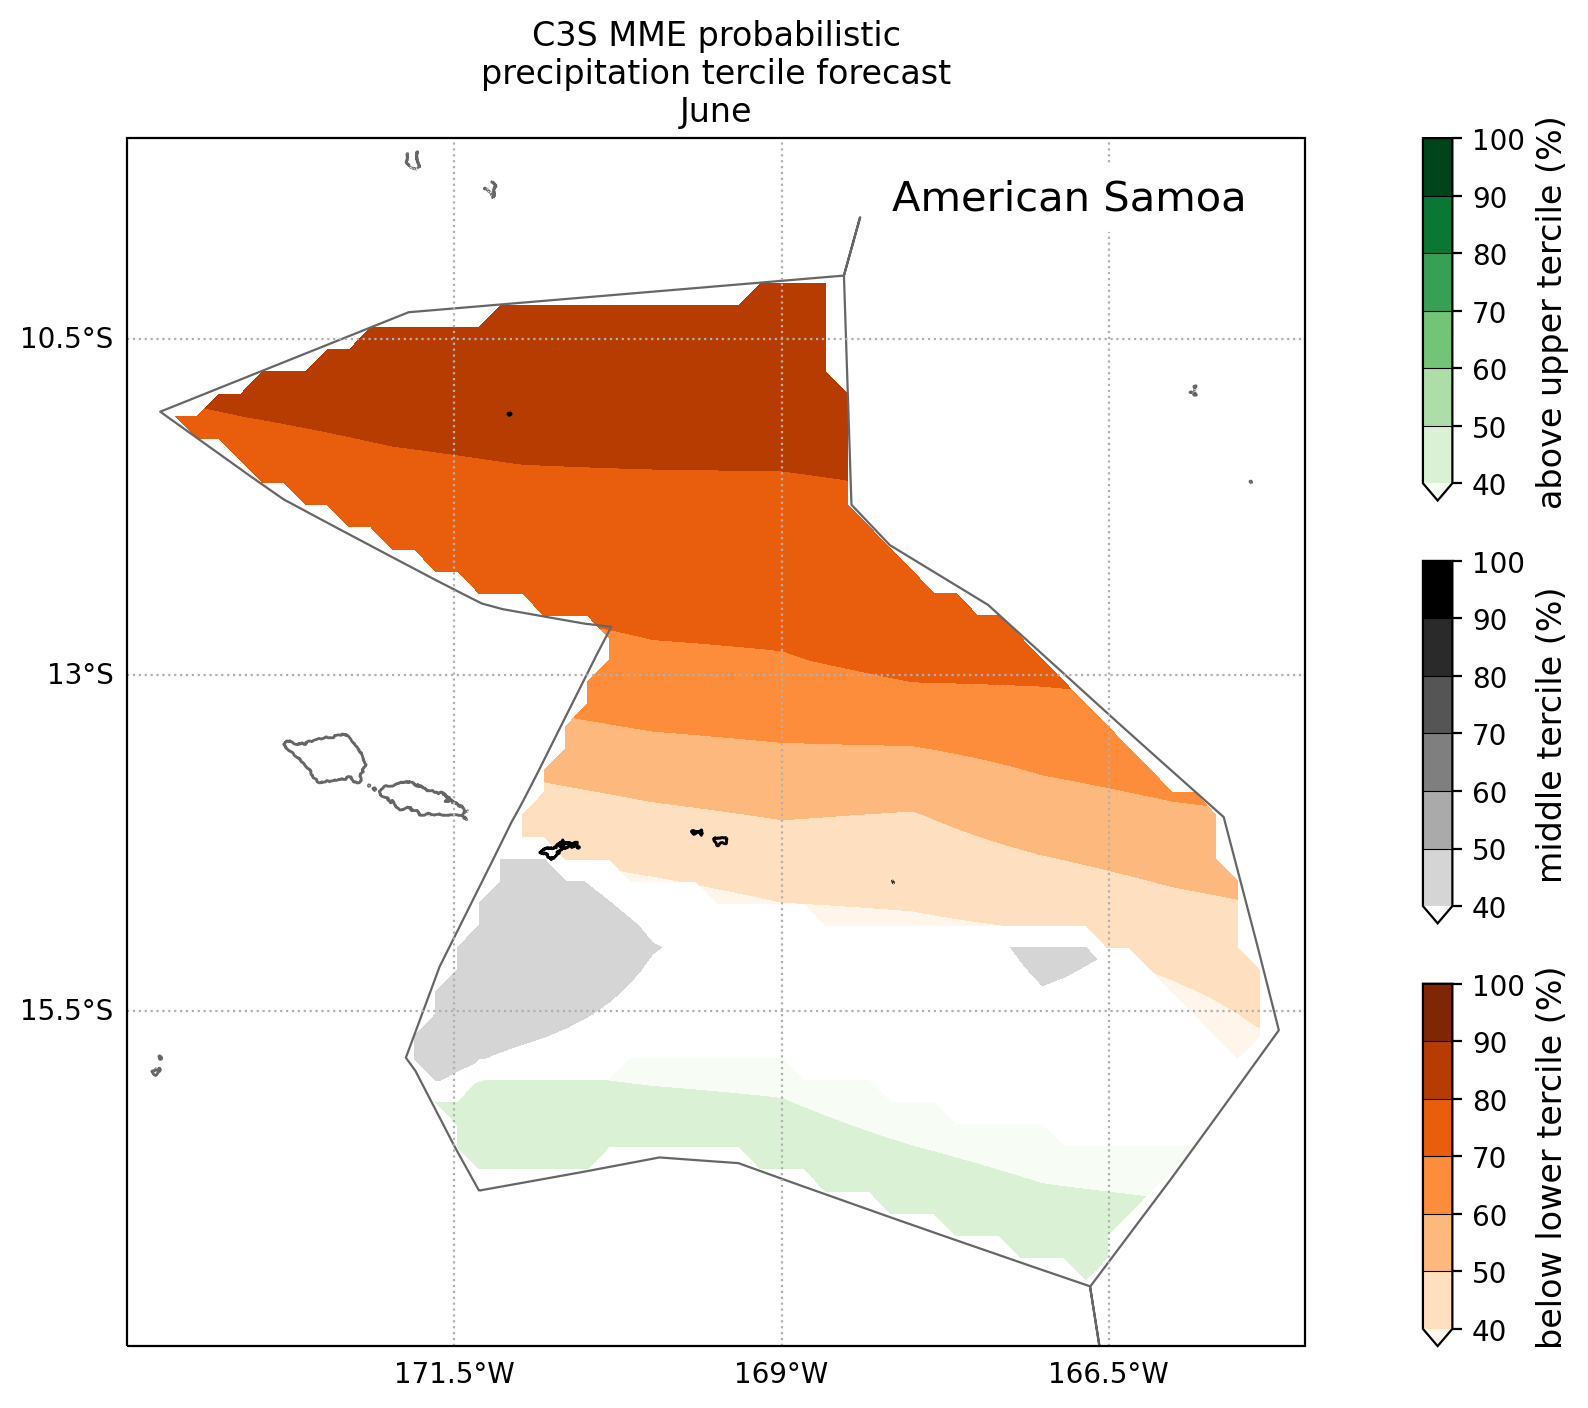 C3S MME probabilistic
precipitation tercile forecast
June
American Samoa
10.5°S
13°S
15.5°S
171.5°W
169°W
166.5°W
100
90
80
70
60
50
40
above upper tercile (%)
100
90
80
70
60
50
40
middle tercile (%)
100
90
80
70
60
50
40
below lower tercile (%)